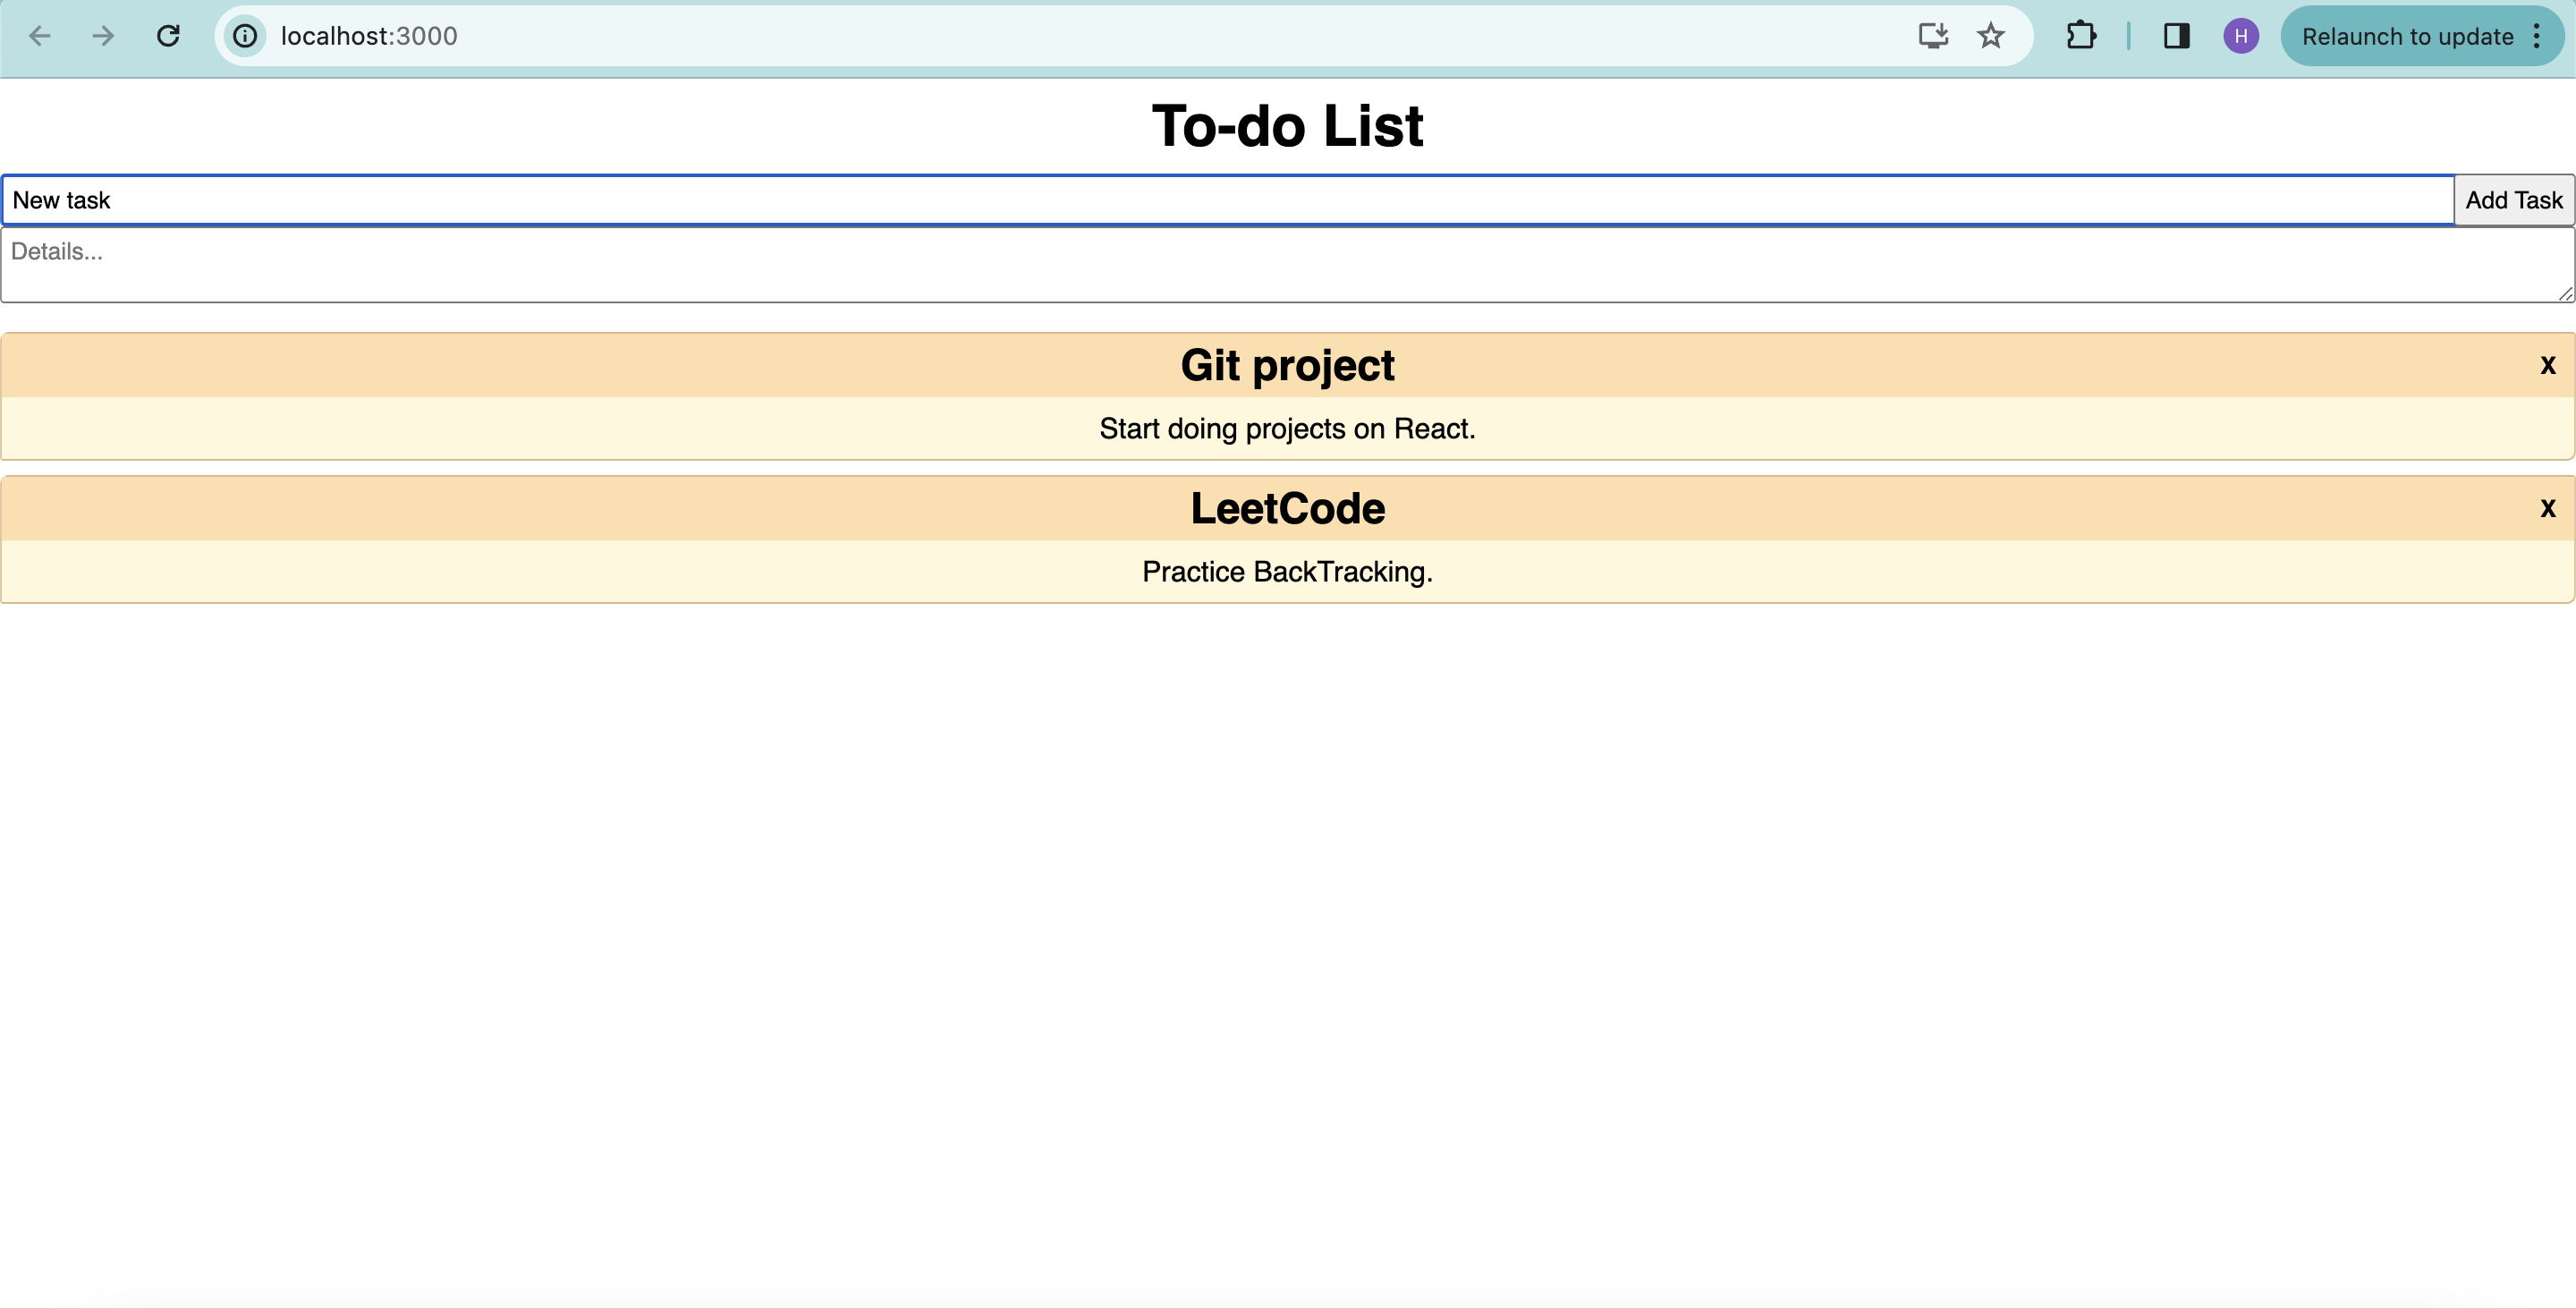 localhost:3000
H
Relaunch to update
To-do List
New task
Add Task
Details...
Git project
x
Start doing projects on React.
LeetCode
x
Practice BackTracking.